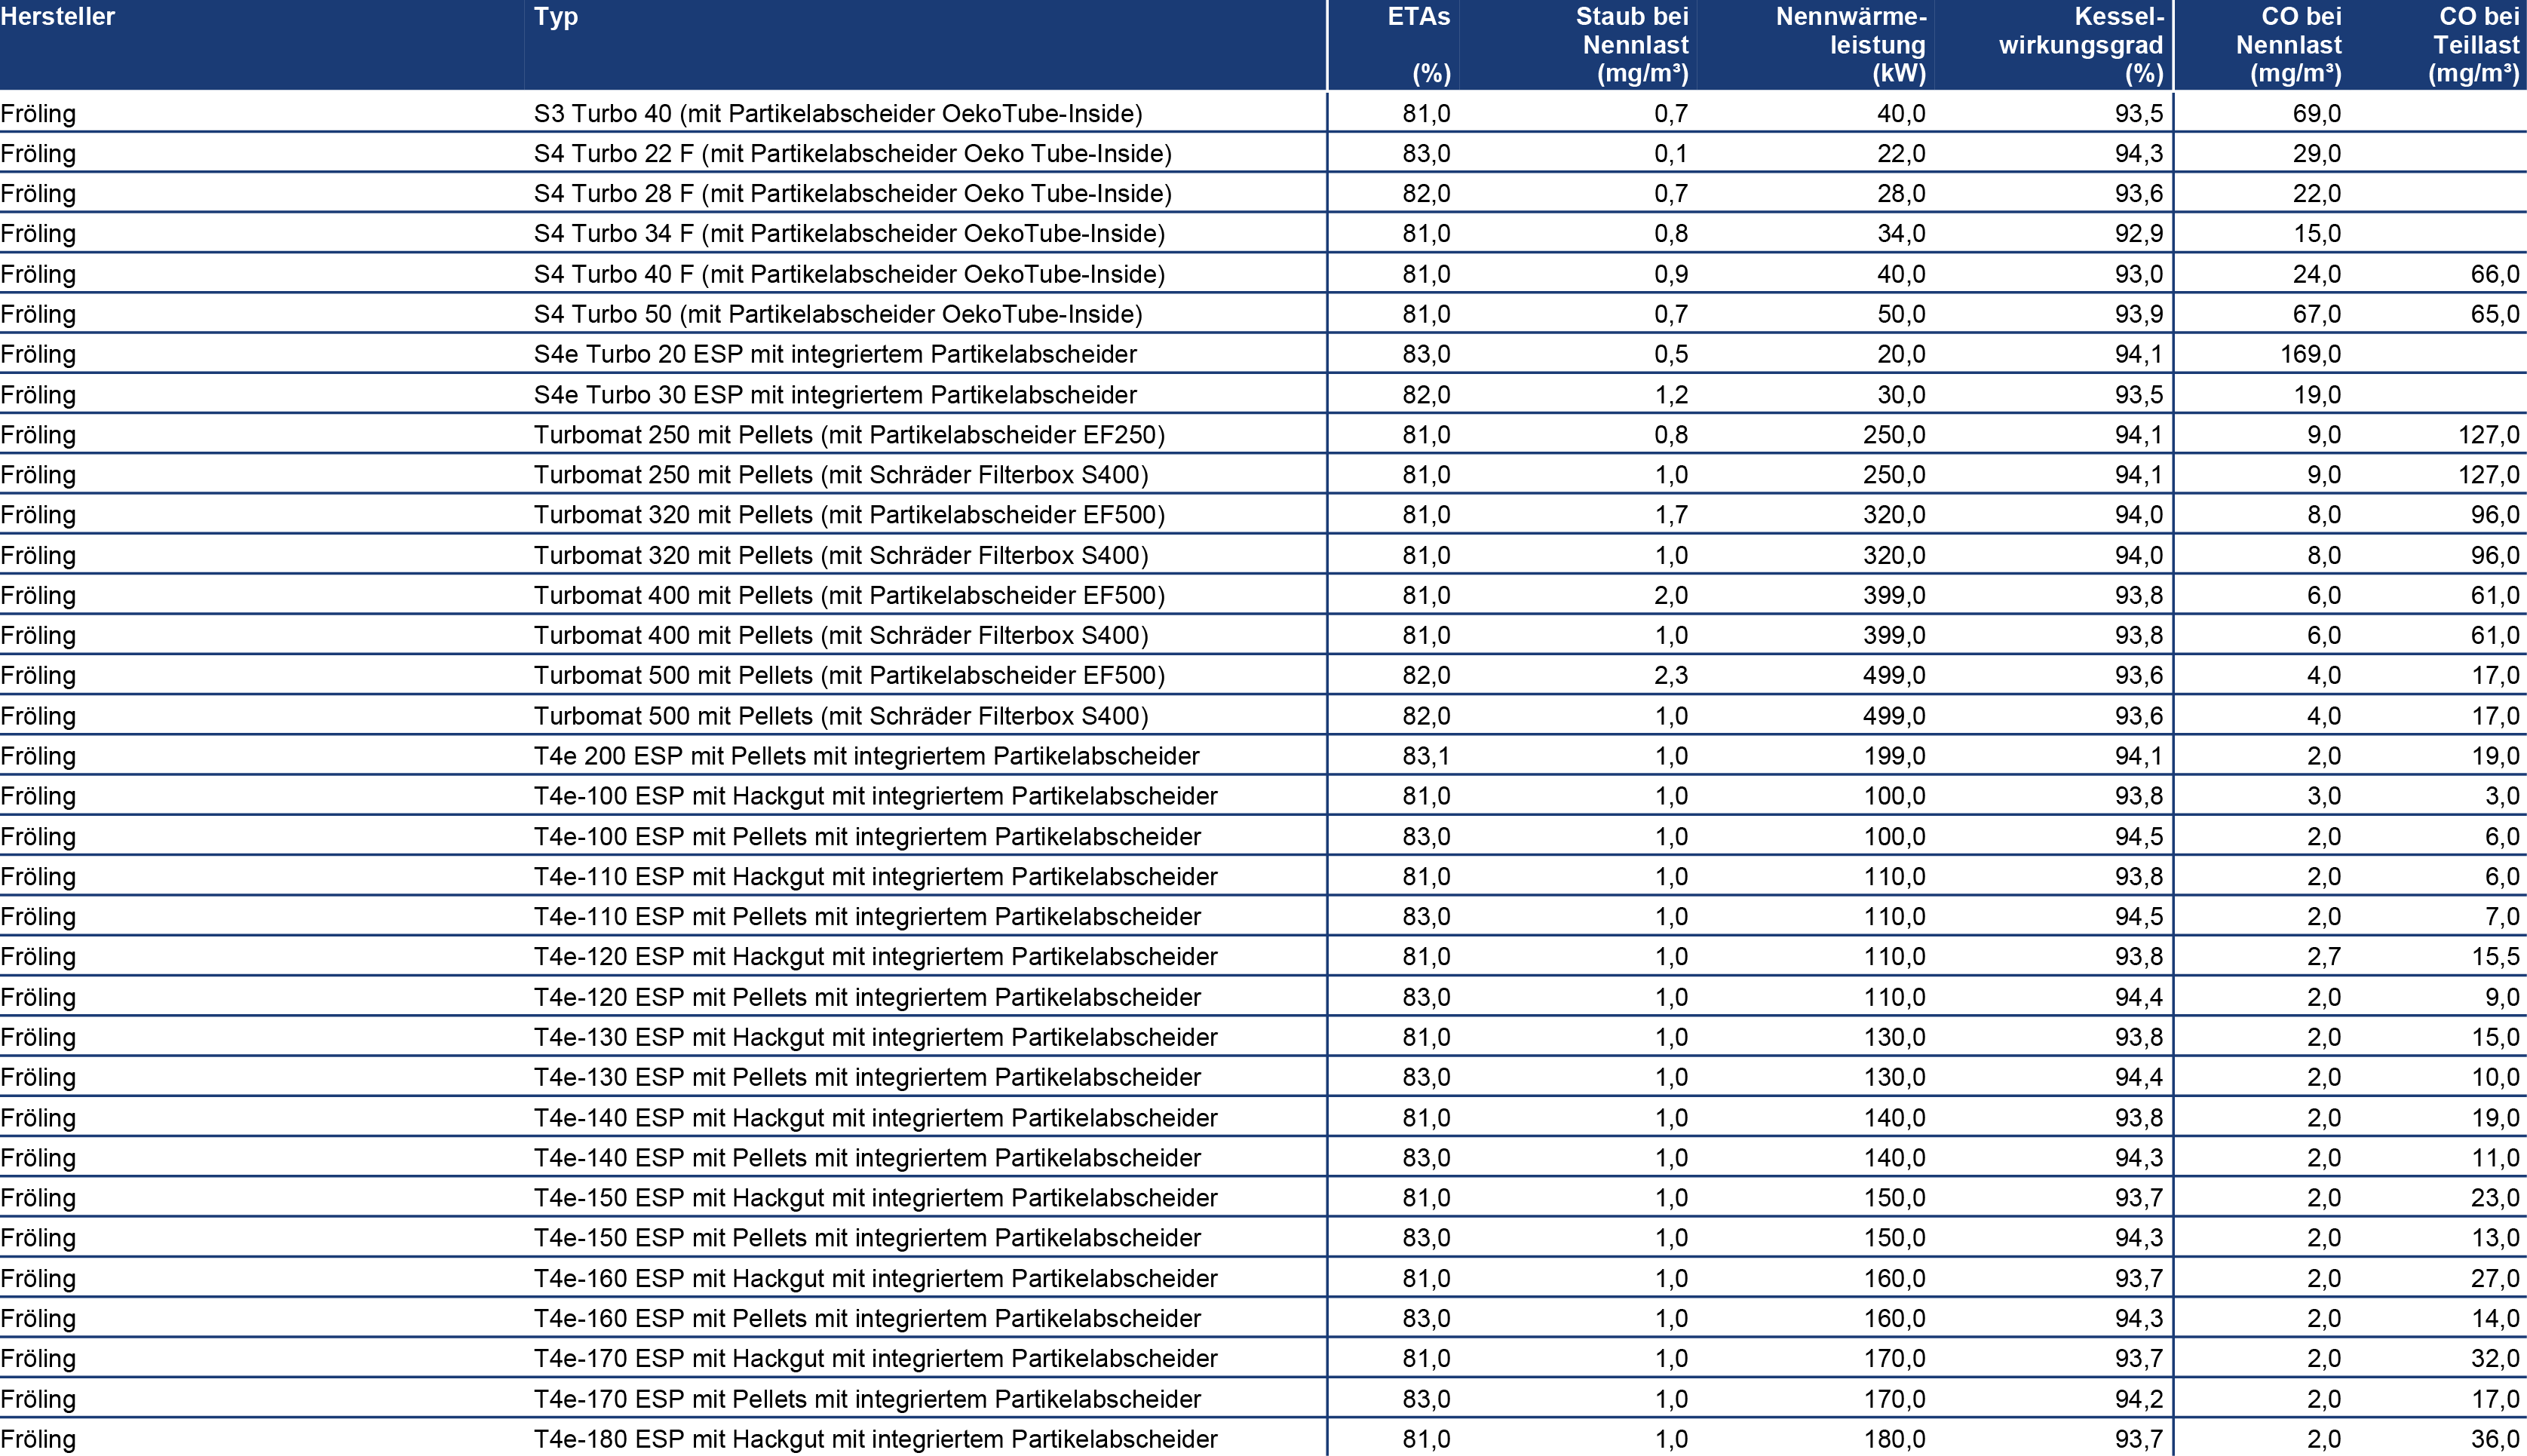 Hersteller Typ ETAs Staub bei Nennwärme- Kessel- CO bei CO bei
Nennlast leistung wirkungsgrad Nennlast Teillast
(%) (mg/m³) (kW) (%) (mg/m³) (mg/m³)
Fröling S3 Turbo 40 (mit Partikelabscheider OekoTube-Inside) 81,0 0,7 40,0 93,5 69,0
Fröling S4 Turbo 22 F (mit Partikelabscheider Oeko Tube-Inside) 83,0 0,1 22,0 94,3 29,0
Fröling S4 Turbo 28 F (mit Partikelabscheider Oeko Tube-Inside) 82,0 0,7 28,0 93,6 22,0
Fröling S4 Turbo 34 F (mit Partikelabscheider OekoTube-Inside) 81,0 0,8 34,0 92,9 15,0
Fröling S4 Turbo 40 F (mit Partikelabscheider OekoTube-Inside) 81,0 0,9 40,0 93,0 24,0 66,0
Fröling S4 Turbo 50 (mit Partikelabscheider OekoTube-Inside) 81,0 0,7 50,0 93,9 67,0 65,0
Fröling S4e Turbo 20 ESP mit integriertem Partikelabscheider 83,0 0,5 20,0 94,1 169,0
Fröling S4e Turbo 30 ESP mit integriertem Partikelabscheider 82,0 1,2 30,0 93,5 19,0
Fröling Turbomat 250 mit Pellets (mit Partikelabscheider EF250) 81,0 0,8 250,0 94,1 9,0 127,0
Fröling Turbomat 250 mit Pellets (mit Schräder Filterbox S400) 81,0 1,0 250,0 94,1 9,0 127,0
Fröling Turbomat 320 mit Pellets (mit Partikelabscheider EF500) 81,0 1,7 320,0 94,0 8,0 96,0
Fröling Turbomat 320 mit Pellets (mit Schräder Filterbox S400) 81,0 1,0 320,0 94,0 8,0 96,0
Fröling Turbomat 400 mit Pellets (mit Partikelabscheider EF500) 81,0 2,0 399,0 93,8 6,0 61,0
Fröling Turbomat 400 mit Pellets (mit Schräder Filterbox S400) 81,0 1,0 399,0 93,8 6,0 61,0
Fröling Turbomat 500 mit Pellets (mit Partikelabscheider EF500) 82,0 2,3 499,0 93,6 4,0 17,0
Fröling Turbomat 500 mit Pellets (mit Schräder Filterbox S400) 82,0 1,0 499,0 93,6 4,0 17,0
Fröling T4e 200 ESP mit Pellets mit integriertem Partikelabscheider 83,1 1,0 199,0 94,1 2,0 19,0
Fröling T4e-100 ESP mit Hackgut mit integriertem Partikelabscheider 81,0 1,0 100,0 93,8 3,0 3,0
Fröling T4e-100 ESP mit Pellets mit integriertem Partikelabscheider 83,0 1,0 100,0 94,5 2,0 6,0
Fröling T4e-110 ESP mit Hackgut mit integriertem Partikelabscheider 81,0 1,0 110,0 93,8 2,0 6,0
Fröling T4e-110 ESP mit Pellets mit integriertem Partikelabscheider 83,0 1,0 110,0 94,5 2,0 7,0
Fröling T4e-120 ESP mit Hackgut mit integriertem Partikelabscheider 81,0 1,0 110,0 93,8 2,7 15,5
Fröling T4e-120 ESP mit Pellets mit integriertem Partikelabscheider 83,0 1,0 110,0 94,4 2,0 9,0
Fröling T4e-130 ESP mit Hackgut mit integriertem Partikelabscheider 81,0 1,0 130,0 93,8 2,0 15,0
Fröling T4e-130 ESP mit Pellets mit integriertem Partikelabscheider 83,0 1,0 130,0 94,4 2,0 10,0
Fröling T4e-140 ESP mit Hackgut mit integriertem Partikelabscheider 81,0 1,0 140,0 93,8 2,0 19,0
Fröling T4e-140 ESP mit Pellets mit integriertem Partikelabscheider 83,0 1,0 140,0 94,3 2,0 11,0
Fröling T4e-150 ESP mit Hackgut mit integriertem Partikelabscheider 81,0 1,0 150,0 93,7 2,0 23,0
Fröling T4e-150 ESP mit Pellets mit integriertem Partikelabscheider 83,0 1,0 150,0 94,3 2,0 13,0
Fröling T4e-160 ESP mit Hackgut mit integriertem Partikelabscheider 81,0 1,0 160,0 93,7 2,0 27,0
Fröling T4e-160 ESP mit Pellets mit integriertem Partikelabscheider 83,0 1,0 160,0 94,3 2,0 14,0
Fröling T4e-170 ESP mit Hackgut mit integriertem Partikelabscheider 81,0 1,0 170,0 93,7 2,0 32,0
Fröling T4e-170 ESP mit Pellets mit integriertem Partikelabscheider 83,0 1,0 170,0 94,2 2,0 17,0
Fröling T4e-180 ESP mit Hackgut mit integriertem Partikelabscheider 81,0 1,0 180,0 93,7 2,0 36,0